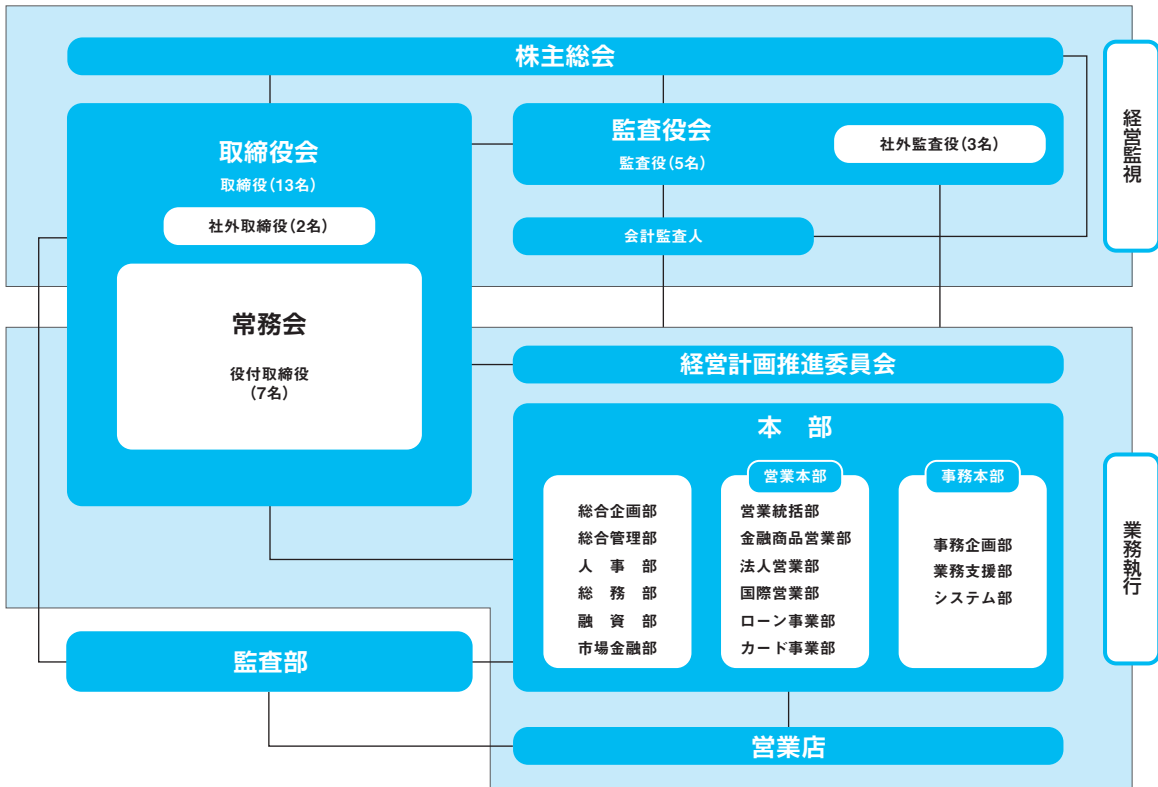 株主総会
経営監視
取締役会
取締役(13名)
社外取締役(2名)
常務会
役付取締役
(7名)
監査役会
監査役(5名)
社外監査役(3名)
会計監査人
経営計画推進委員会
本　部
総合企画部
総合管理部
人　事　部
総　務　部
融　資　部
市場金融部
営業本部
営業統括部
金融商品営業部
法人営業部
国際営業部
ローン事業部
カード事業部
事務本部
事務企画部
業務支援部
システム部
業務執行
監査部
営業店